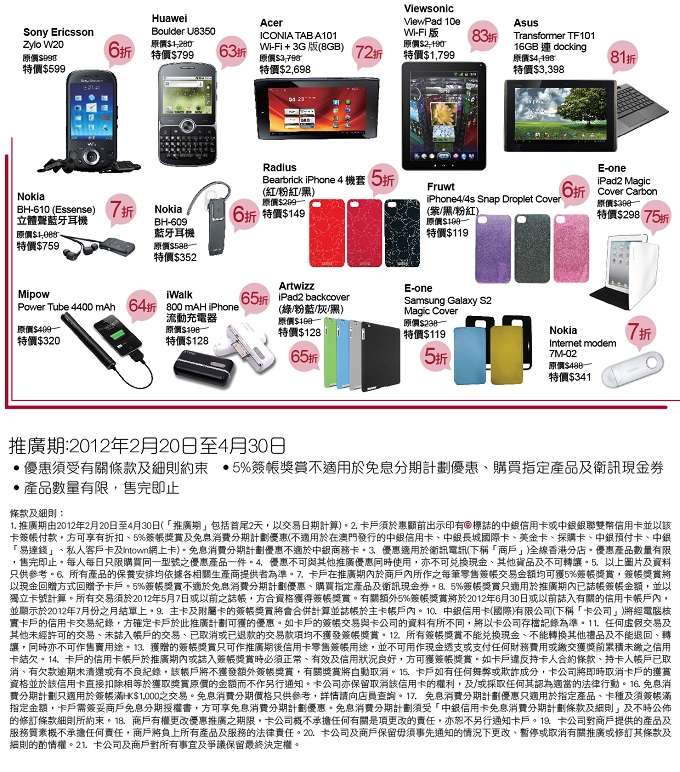 Sony Ericsson
Zylo W20
原價$998
特價$599
6折
Huawei
Boulder U8350
原價$1,280
特價$799
63折
Acer
ICONIA TAB A101
Wi-Fi + 3G 版(8GB)
原價$3,798
特價$2,698
72折
Viewsonic
ViewPad 10e
Wi-Fi 版
原價$2,190
特價$1,799
83折
Asus
Transformer TF101
16GB 連 docking
原價$4,198
特價$3,398
81折
Nokia
BH-610 (Essense)
立體聲藍牙耳機
原價$1,088
特價$759
7折
Nokia
BH-609
藍牙耳機
原價$588
特價$352
6折
Radius
Bearbrick iPhone 4 機套
(紅/粉紅/黑)
原價$299
特價$149
5折
Fruwt
iPhone4/4s Snap Droplet Cover
(紫/黑/粉紅)
原價$198
特價$119
6折
E-one
iPad2 Magic
Cover Carbon
原價$398
特價$298
75折
Mipow
Power Tube 4400 mAh
原價$499
特價$320
64折
iWalk
800 mAH iPhone
流動充電器
原價$198
特價$128
65折
Artwizz
iPad2 backcover
(綠/粉藍/灰/黑)
原價$198
特價$128
65折
E-one
Samsung Galaxy S2
Magic Cover
原價$238
特價$119
5折
Nokia
Internet modem
7M-02
原價$488
特價$341
7折
推廣期:2012年2月20日至4月30日
• 優惠須受有關條款及細則約束 • 5%簽帳獎賞不適用於免息分期計劃優惠、購買指定產品及衛訊現金券
• 產品數量有限，售完即止
條款及細則：
1. 推廣期由2012年2月20日至4月30日(「推廣期」包括首尾2天，以交易日期計算)。2. 卡戶須於惠顧前出示印有標誌的中銀信用卡或中銀銀聯雙幣信用卡並以該
卡簽帳付款，方可享有折扣、5%簽帳獎賞及免息消費分期計劃優惠(不適用於在澳門發行的中銀信用卡、中銀長城國際卡、美金卡、採購卡、中銀預付卡、中銀
「易達錢」、私人客戶卡及Intown網上卡)。免息消費分期計劃優惠不適於中銀商務卡。3. 優惠適用於衛訊電訊(下稱「商戶」)全線香港分店。優惠產品數量有限
，售完即止。每人每日只限購買同一型號之優惠產品一件。4. 優惠不可與其他推廣優惠同時使用，亦不可兌換現金、其他貨品及不可轉讓。5. 以上圖片及資料
只供參考。6. 所有產品的保養安排均依據各相關生產商提供者為準。7. 卡戶在推廣期內於商戶內所作之每筆零售簽帳交易金額均可獲5%簽帳獎賞，簽帳獎賞將
以現金回贈方式回贈予卡戶。5%簽帳獎賞不適於免息消費分期計劃優惠、購買指定產品及衛訊現金券。8. 5%簽帳獎賞只適用於推廣期內已誌帳簽帳金額，並以
獨立卡號計算。所有交易須於2012年5月7日或以前之誌帳，方合資格獲得簽帳獎賞。有關額外5%簽帳獎賞將於2012年6月30日或以前誌入有關的信用卡帳戶內，
並顯示於2012年7月份之月結單上。9. 主卡及附屬卡的簽帳獎賞將會合併計算並誌帳於主卡帳戶內。10. 中銀信用卡(國際)有限公司(下稱「卡公司」)將經電腦核
實卡戶的信用卡交易紀錄，方確定卡戶於此推廣計劃可獲的優惠。如卡戶的簽帳交易與卡公司的資料有所不同，將以卡公司存檔紀錄為準。11. 任何虛假交易及
其他未經許可的交易、未誌入帳戶的交易、已取消或已退款的交易款項均不獲發簽帳獎賞。12. 所有簽帳獎賞不能兌換現金、不能轉換其他禮品及不能退回、轉
讓，同時亦不可作售賣用途。13. 獲贈的簽帳獎賞只可作推廣期後信用卡零售簽帳用途，並不可用作現金透支或支付任何財務費用或繳交獲獎前累積未繳之信用
卡結欠。14. 卡戶的信用卡帳戶於推廣期內或誌入簽帳獎賞時必須正常、有效及信用狀況良好，方可獲簽帳獎賞，如卡戶違反持卡人合約條款、持卡人帳戶已取
消、有欠款逾期未清還或有不良紀錄，該帳戶將不獲發額外簽帳獎賞，有關獎賞將自動取消。15. 卡戶如有任何舞弊或欺詐成分，卡公司將即時取消卡戶的獲賞
資格並於該信用卡直接扣除相等於獲取獎賞原價的金額而不作另行通知。卡公司亦保留取消該信用卡的權利，及/或採取任何其認為適當的法律行動。16. 免息消
費分期計劃只適用於簽帳滿HK$1,000之交易。免息消費分期價格只供參考，詳情請向店員查詢。17. 免息消費分期計劃優惠只適用於指定產品、卡種及須簽帳滿
指定金額，卡戶需簽妥商戶免息分期授權書，方可享免息消費分期計劃優惠。免息消費分期計劃須受「中銀信用卡免息消費分期計劃條款及細則」及不時公佈
的修訂條款細則所約束。18. 商戶有權更改優惠推廣之期限，卡公司概不承擔任何有關是項更改的責任，亦恕不另行通知卡戶。19. 卡公司對商戶提供的產品及
服務質素概不承擔任何責任，商戶將負上所有產品及服務的法律責任。20. 卡公司及商戶保留毋須事先通知的情況下更改、暫停或取消有關推廣或修訂其條款及
細則的酌情權。21. 卡公司及商戶對所有事宜及爭議保留最終決定權。